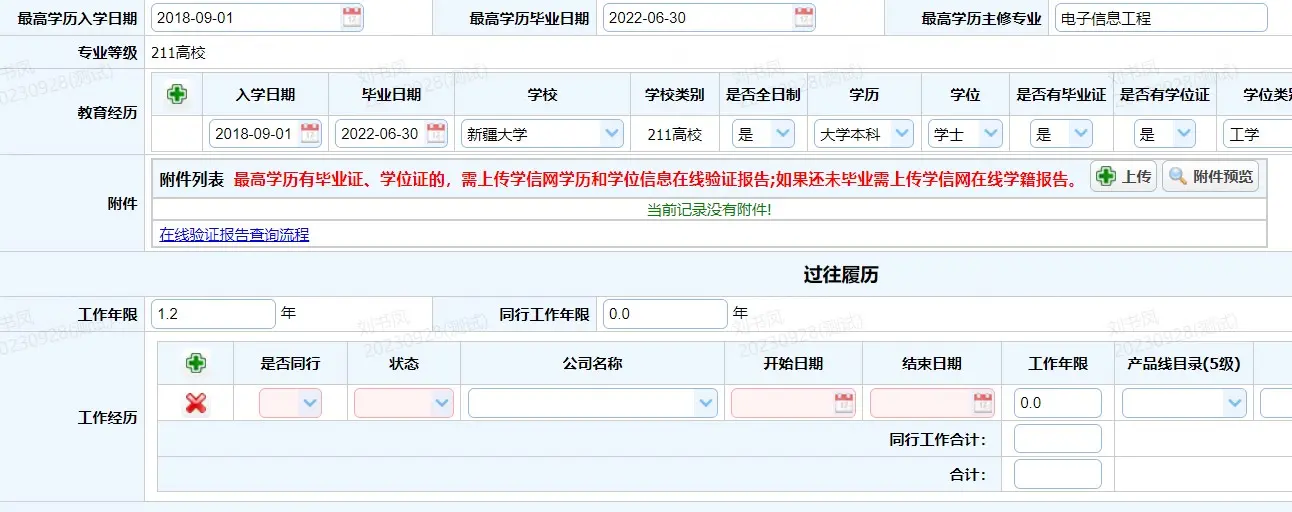 最高学历入学日期 2018-09-01 最高学历毕业日期 2022-06-30 最高学历主修专业 电子信息工程
专业等级 211高校
教育经历
入学日期 毕业日期 学校 学校类别 是否全日制 学历 学位 是否有毕业证 是否有学位证 学位类别
2018-09-01 2022-06-30 新疆大学 211高校 是 大学本科 学士 是 是 工学
附件
附件列表 最高学历有毕业证、学位证的，需上传学信网学历和学位信息在线验证报告;如果还未毕业需上传学信网在线学籍报告。 上传 附件预览
当前记录没有附件!
在线验证报告查询流程
过往履历
工作年限 1.2 年 同行工作年限 0.0 年
工作经历
是否同行 状态 公司名称 开始日期 结束日期 工作年限 产品线目录(5级)
0.0
同行工作合计：
合计：
刘书凤
20230928(测试)